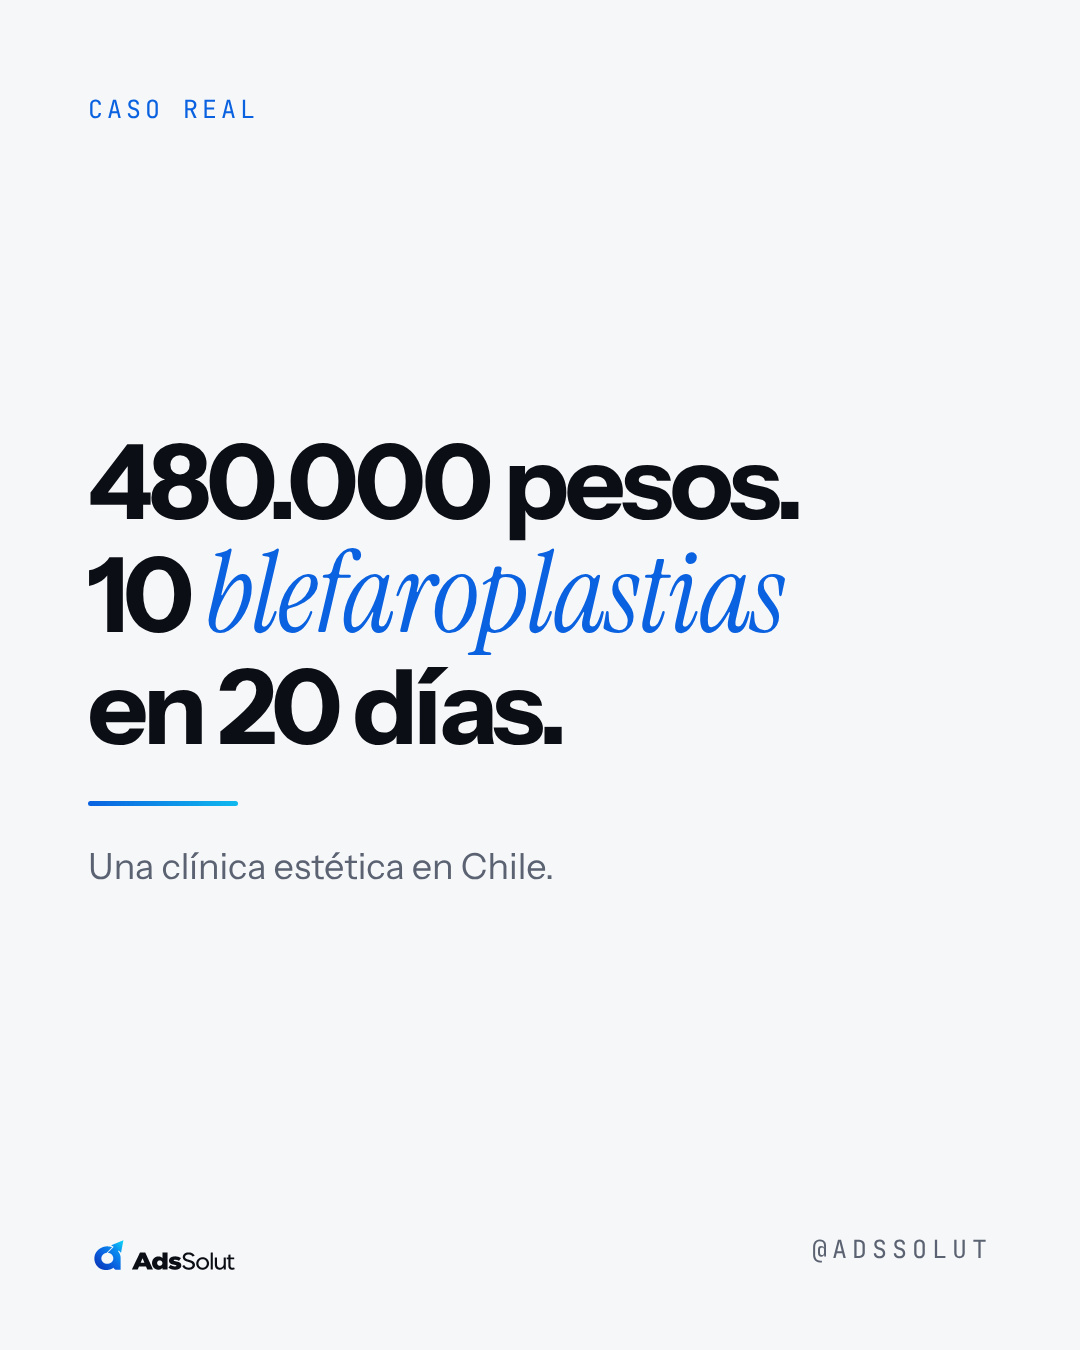 CASO REAL
480.000 pesos.
10 blefaroplastias
en 20 días.
Una clínica estética en Chile.
AdsSolut
@ADSSOLUT